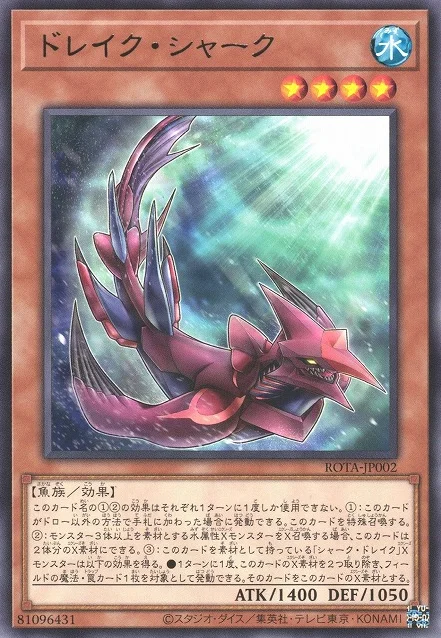 ドレイク・シャーク
水
ROTA-JP002
【魚族/効果】
このカード名の①②の効果はそれぞれ1ターンに1度しか使用できない。①:このカード
がドロー以外の方法で手札に加わった場合に発動できる。このカードを特殊召喚する。
②:モンスター3体以上を素材とする水属性XモンスターをX召喚する場合、このカードは
2体分のX素材にできる。③:このカードを素材として持っている「シャーク・ドレイク」X
モンスターは以下の効果を得る。●1ターンに1度、このカードのX素材を2つ取り除き、フィー
ルドの魔法・罠カード1枚を対象として発動できる。そのカードをこのカードのX素材とする。
ATK/1400 DEF/1050
81096431
©スタジオ・ダイス/集英社・テレビ東京・KONAMI